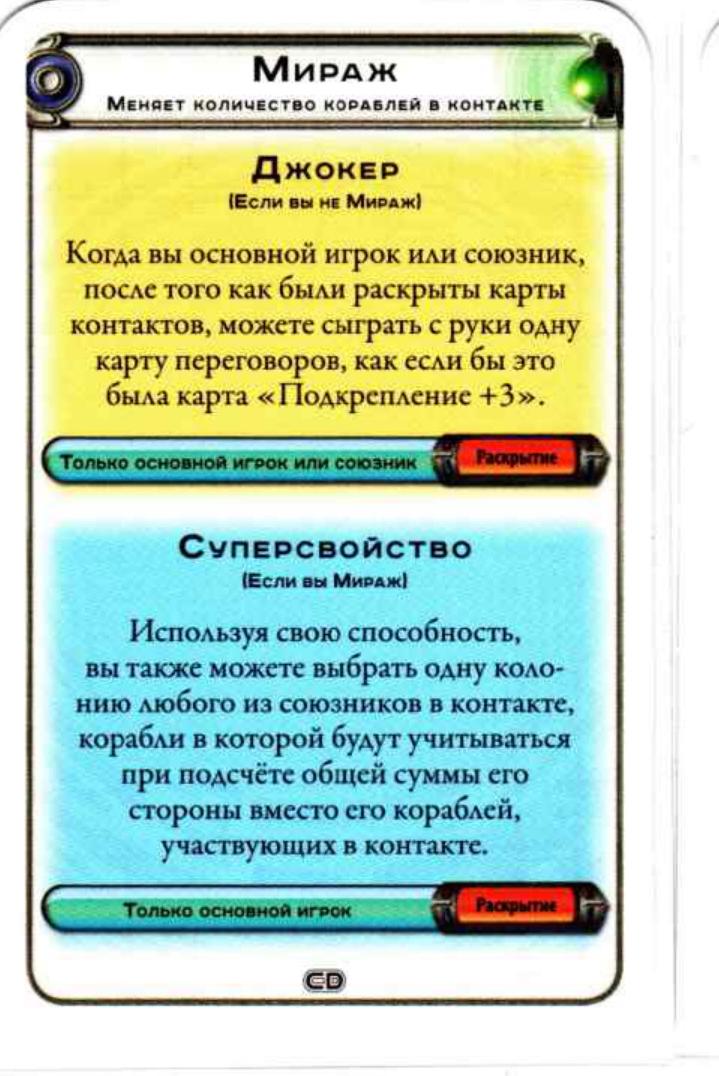 Мираж
Меняет количество кораблей в контакте
Джокер
(Если вы не Мираж)
Когда вы основной игрок или союзник,
после того как были раскрыты карты
контактов, можете сыграть с руки одну
карту переговоров, как если бы это
была карта «Подкрепление +3».
Только основной игрок или союзник
Раскрытие
Суперсвойство
(Если вы Мираж)
Используя свою способность,
вы также можете выбрать одну коло-
нию любого из союзников в контакте,
корабли в которой будут учитываться
при подсчёте общей суммы его
стороны вместо его кораблей,
участвующих в контакте.
Только основной игрок
Раскрытие
CD